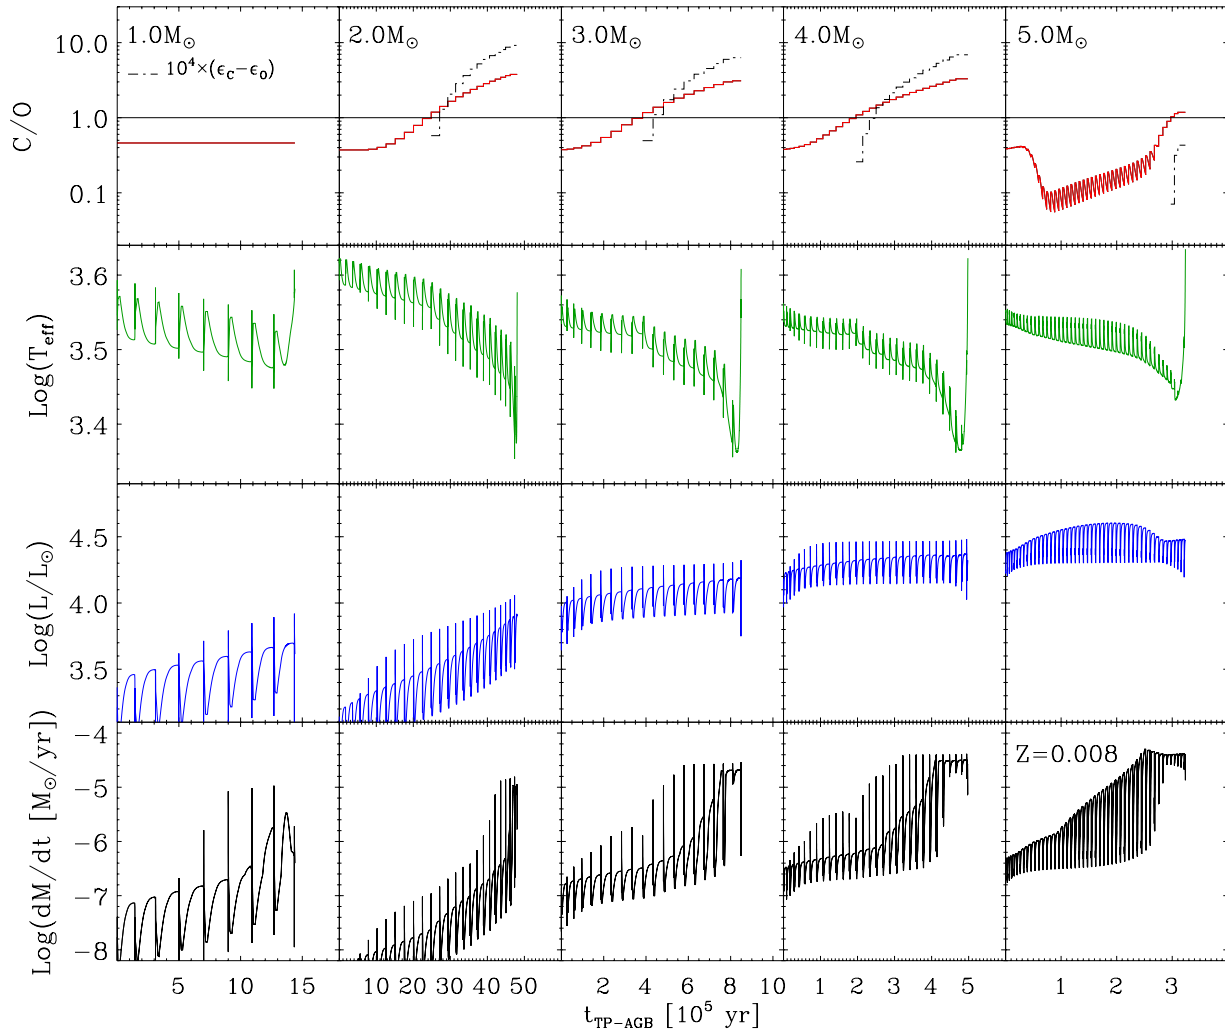 1.0M⊙ 2.0M⊙ 3.0M⊙ 4.0M⊙ 5.0M⊙
10⁴×(ϵC−ϵO)
C/O
10.0
1.0
0.1
Log(Teff)
3.6
3.5
3.4
Log(L/L⊙)
4.5
4.0
3.5
Log(dM/dt [M⊙/yr])
−4
−5
−6
−7
−8
Z=0.008
5 10 15 10 20 30 40 50 2 4 6 8 10 1 2 3 4 5 1 2 3
tTP−AGB [10⁵ yr]